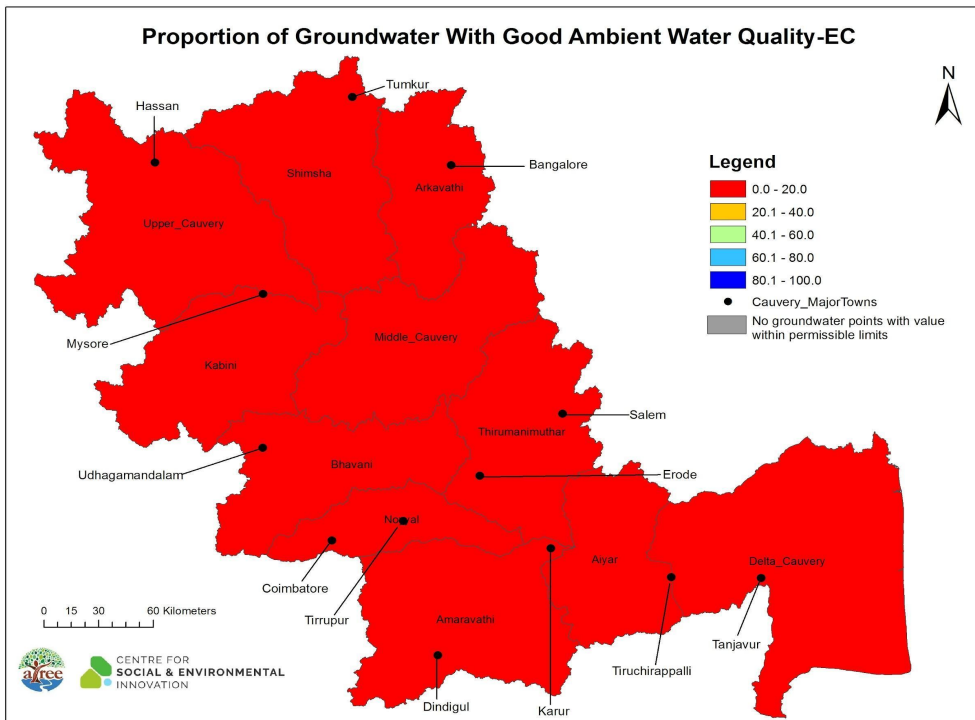 Proportion of Groundwater With Good Ambient Water Quality-EC
N
Tumkur
Hassan
Bangalore
Shimsha
Arkavathi
Upper_Cauvery
Legend
0.0 - 20.0
20.1 - 40.0
40.1 - 60.0
60.1 - 80.0
80.1 - 100.0
Cauvery_MajorTowns
No groundwater points with value
within permissible limits
Mysore
Middle_Cauvery
Kabini
Salem
Thirumanimuthar
Udhagamandalam
Bhavani
Erode
Noyyal
Coimbatore
Aiyar
Delta_Cauvery
0 15 30 60 Kilometers
Tirrupur
Amaravathi
Tanjavur
Tiruchirappalli
Dindigul
Karur
atree
CENTRE FOR
SOCIAL & ENVIRONMENTAL
INNOVATION